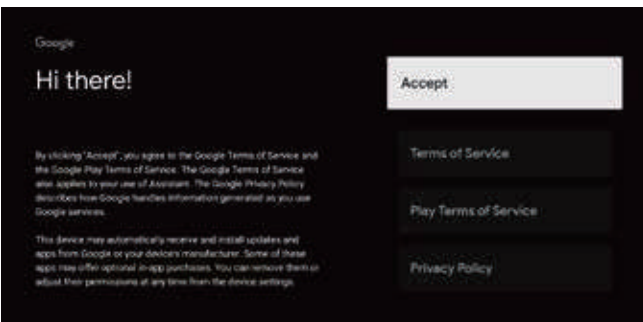 Google
Hi there!
By clicking "Accept", you agree to the Google Terms of Service and
the Google Play Terms of Service. The Google Terms of Service
also applies to your use of Assistant. The Google Privacy Policy
describes how Google handles information generated as you use
Google services.
This device may automatically receive and install updates and
apps from Google or your device's manufacturer. Some of these
apps may offer optional in-app purchases. You can remove them or
adjust their permissions at any time from the device settings.
Accept
Terms of Service
Play Terms of Service
Privacy Policy